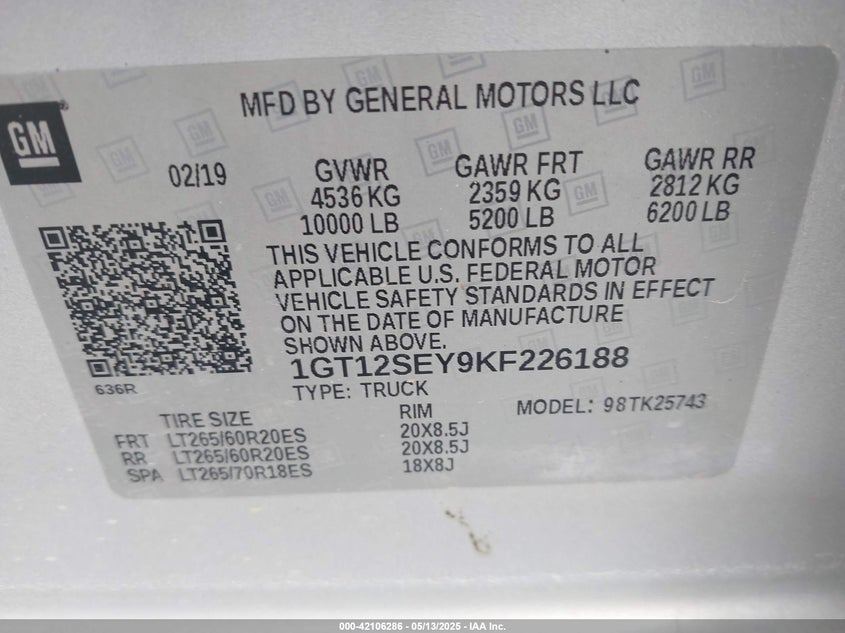 MFD BY GENERAL MOTORS LLC
GM
02/19
GVWR
4536 KG
10000 LB
GAWR FRT
2359 KG
5200 LB
GAWR RR
2812 KG
6200 LB
THIS VEHICLE CONFORMS TO ALL
APPLICABLE U.S. FEDERAL MOTOR
VEHICLE SAFETY STANDARDS IN EFFECT
ON THE DATE OF MANUFACTURE
SHOWN ABOVE.
1GT12SEY9KF226188
636R
TYPE: TRUCK
MODEL: 98TK25743
TIRE SIZE RIM
FRT LT265/60R20ES 20X8.5J
RR LT265/60R20ES 20X8.5J
SPA LT265/70R18ES 18X8J
000-42106286 - 05/13/2025 - IAA Inc.